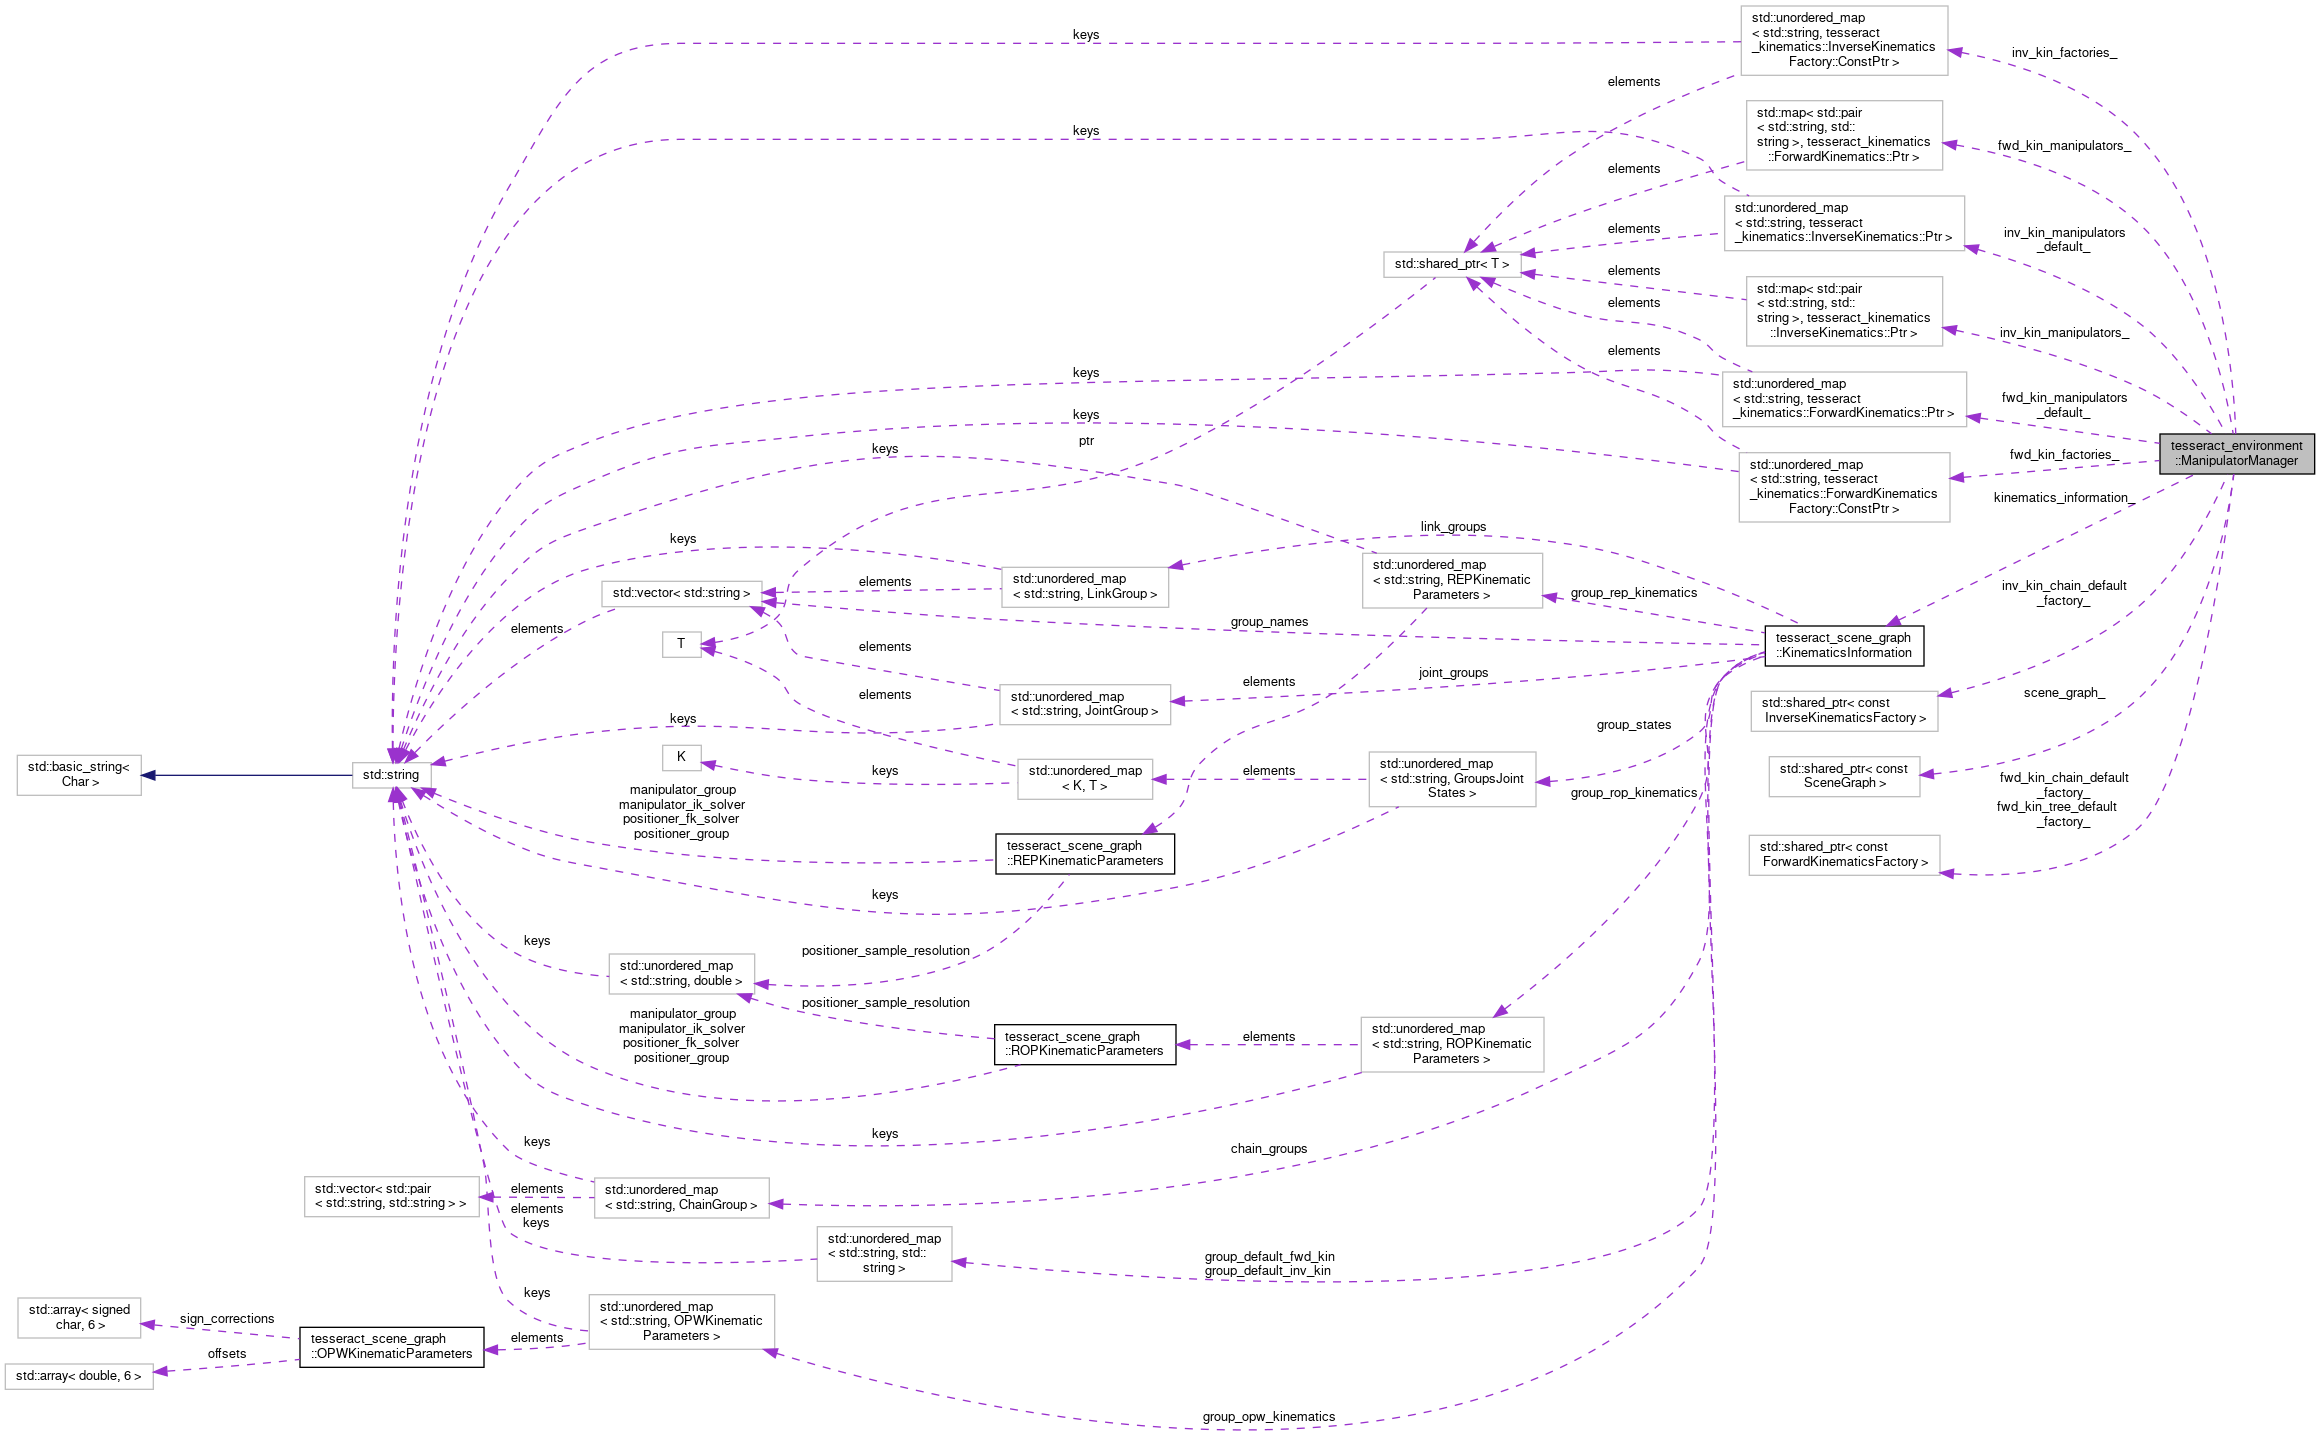 std::unordered_map
< std::string, tesseract
_kinematics::InverseKinematics
Factory::ConstPtr >
keys
inv_kin_factories_
elements
std::map< std::pair
< std::string, std::
string >, tesseract_kinematics
::ForwardKinematics::Ptr >
keys
fwd_kin_manipulators_
elements
std::unordered_map
< std::string, tesseract
_kinematics::InverseKinematics::Ptr >
elements
inv_kin_manipulators
_default_
std::shared_ptr< T >
elements
std::map< std::pair
< std::string, std::
string >, tesseract_kinematics
::InverseKinematics::Ptr >
elements
inv_kin_manipulators_
elements
keys
std::unordered_map
< std::string, tesseract
_kinematics::ForwardKinematics::Ptr >
fwd_kin_manipulators
_default_
keys
ptr
keys
tesseract_environment
::ManipulatorManager
fwd_kin_factories_
std::unordered_map
< std::string, tesseract
_kinematics::ForwardKinematics
Factory::ConstPtr >
kinematics_information_
link_groups
keys
std::unordered_map
< std::string, LinkGroup >
elements
std::vector< std::string >
std::unordered_map
< std::string, REPKinematic
Parameters >
group_rep_kinematics
group_names
elements
T
elements
tesseract_scene_graph
::KinematicsInformation
inv_kin_chain_default
_factory_
joint_groups
elements
elements
std::unordered_map
< std::string, JointGroup >
keys
group_states
scene_graph_
std::shared_ptr< const
InverseKinematicsFactory >
std::basic_string<
Char >
std::string
K
keys
std::unordered_map
< K, T >
elements
std::unordered_map
< std::string, GroupsJoint
States >
group_rop_kinematics
std::shared_ptr< const
SceneGraph >
fwd_kin_chain_default
_factory_
fwd_kin_tree_default
_factory_
manipulator_group
manipulator_ik_solver
positioner_fk_solver
positioner_group
tesseract_scene_graph
::REPKinematicParameters
std::shared_ptr< const
ForwardKinematicsFactory >
keys
keys
positioner_sample_resolution
std::unordered_map
< std::string, double >
positioner_sample_resolution
manipulator_group
manipulator_ik_solver
positioner_fk_solver
positioner_group
tesseract_scene_graph
::ROPKinematicParameters
elements
std::unordered_map
< std::string, ROPKinematic
Parameters >
keys
keys
chain_groups
std::vector< std::pair
< std::string, std::string > >
elements
std::unordered_map
< std::string, ChainGroup >
elements
keys
std::unordered_map
< std::string, std::
string >
group_default_fwd_kin
group_default_inv_kin
keys
std::unordered_map
< std::string, OPWKinematic
Parameters >
elements
std::array< signed
char, 6 >
sign_corrections
tesseract_scene_graph
::OPWKinematicParameters
offsets
std::array< double, 6 >
group_opw_kinematics